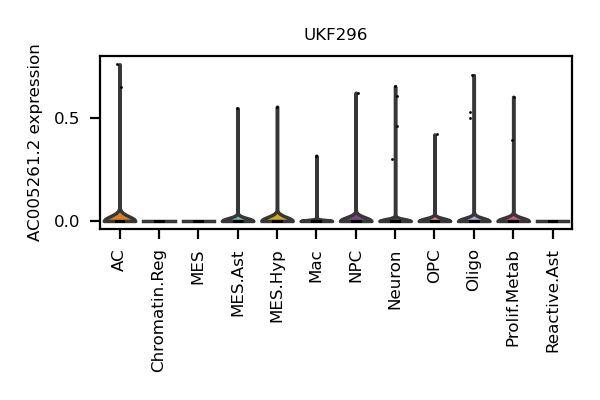 UKF296
AC005261.2 expression
0.5
0.0
AC
Chromatin.Reg
MES
MES.Ast
MES.Hyp
Mac
NPC
Neuron
OPC
Oligo
Prolif.Metab
Reactive.Ast